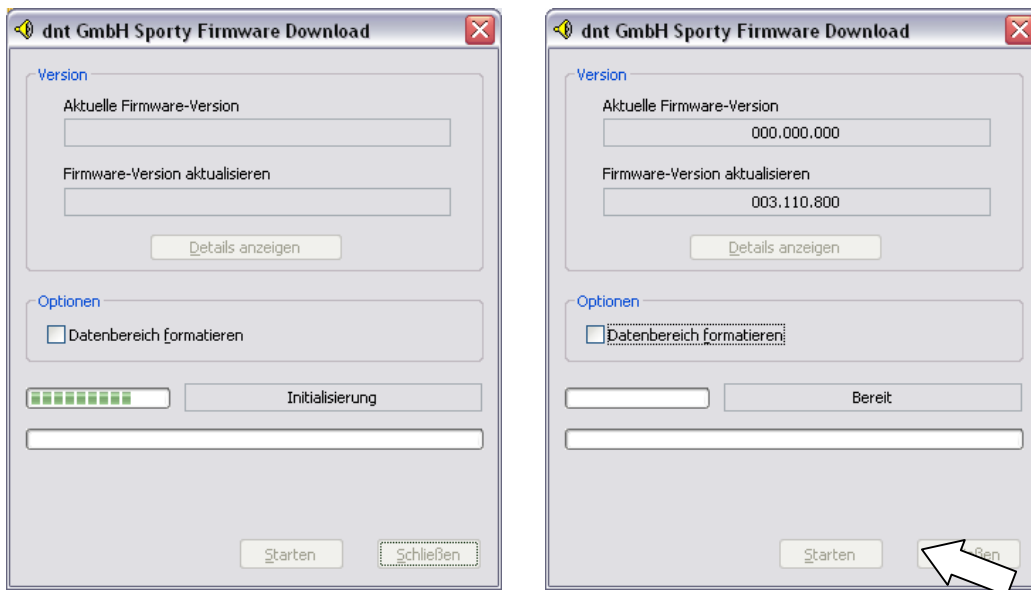 dnt GmbH Sporty Firmware Download
Version
Aktuelle Firmware-Version
Firmware-Version aktualisieren
Details anzeigen
Optionen
Datenbereich formatieren
Initialisierung
Starten
Schließen
dnt GmbH Sporty Firmware Download
Version
Aktuelle Firmware-Version
000.000.000
Firmware-Version aktualisieren
003.110.800
Details anzeigen
Optionen
Datenbereich formatieren
Bereit
Starten